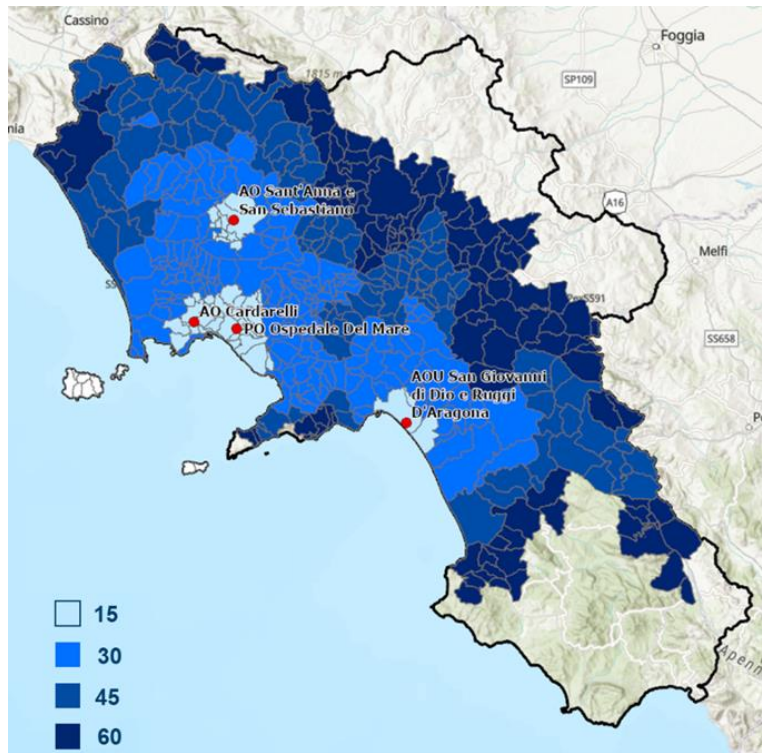 Cassino
Foggia
1815 m
SP109
AO Sant'Anna e
San Sebastiano
A16
Melfi
AO Cardarelli
PO Ospedale Del Mare
SS658
AOU San Giovanni
di Dio e Ruggi
D'Aragona
15
30
45
60